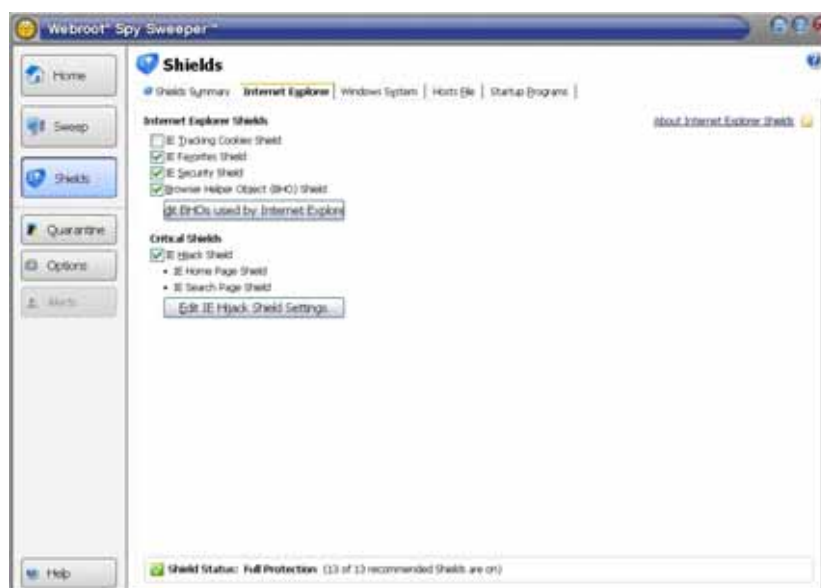 Webroot® Spy Sweeper™
Home
Sweep
Shields
Quarantine
Options
Alerts
Help
Shields
Shields Summary | Internet Explorer | Windows System | Hosts File | Startup Programs |
Internet Explorer Shields
About Internet Explorer Shields
IE Tracking Cookies Shield
IE Favorites Shield
IE Security Shield
Browser Helper Object (BHO) Shield
dit BHOs used by Internet Explore
Critical Shields
IE Hijack Shield
• IE Home Page Shield
• IE Search Page Shield
Edit IE Hijack Shield Settings...
Shield Status: Full Protection (13 of 13 recommended Shields are on)